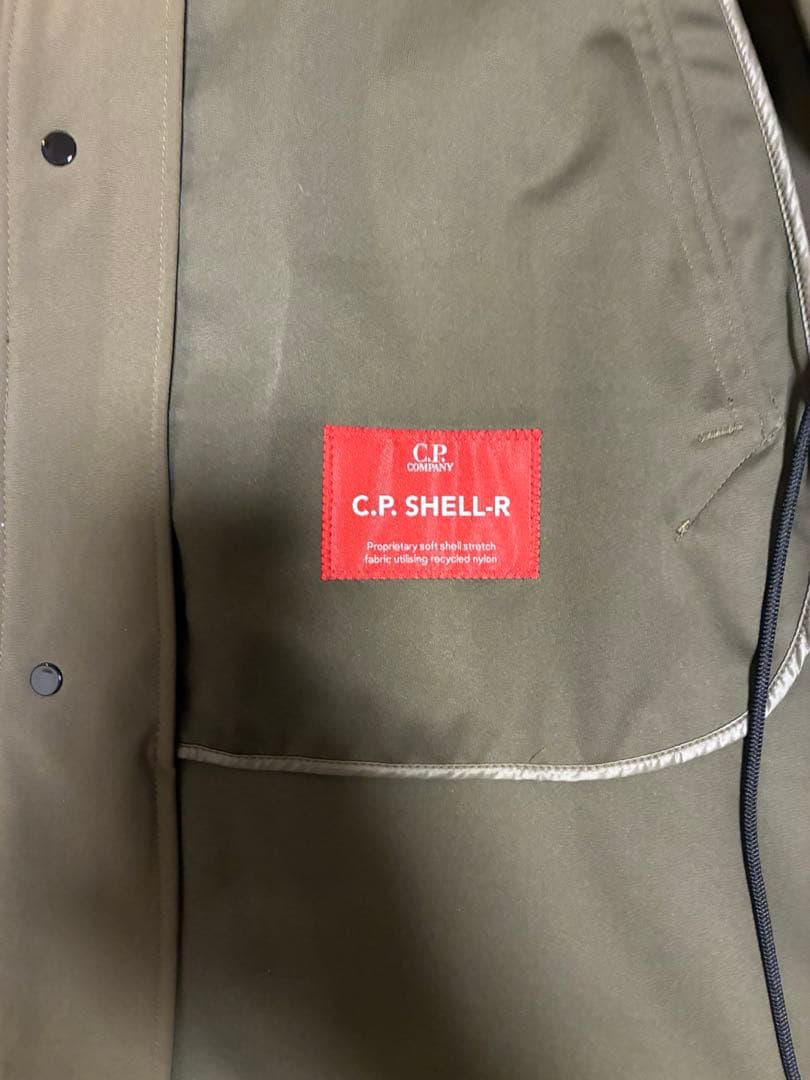 C.P.
COMPANY
C.P. SHELL-R
Proprietary soft shell stretch
fabric utilising recycled nylon